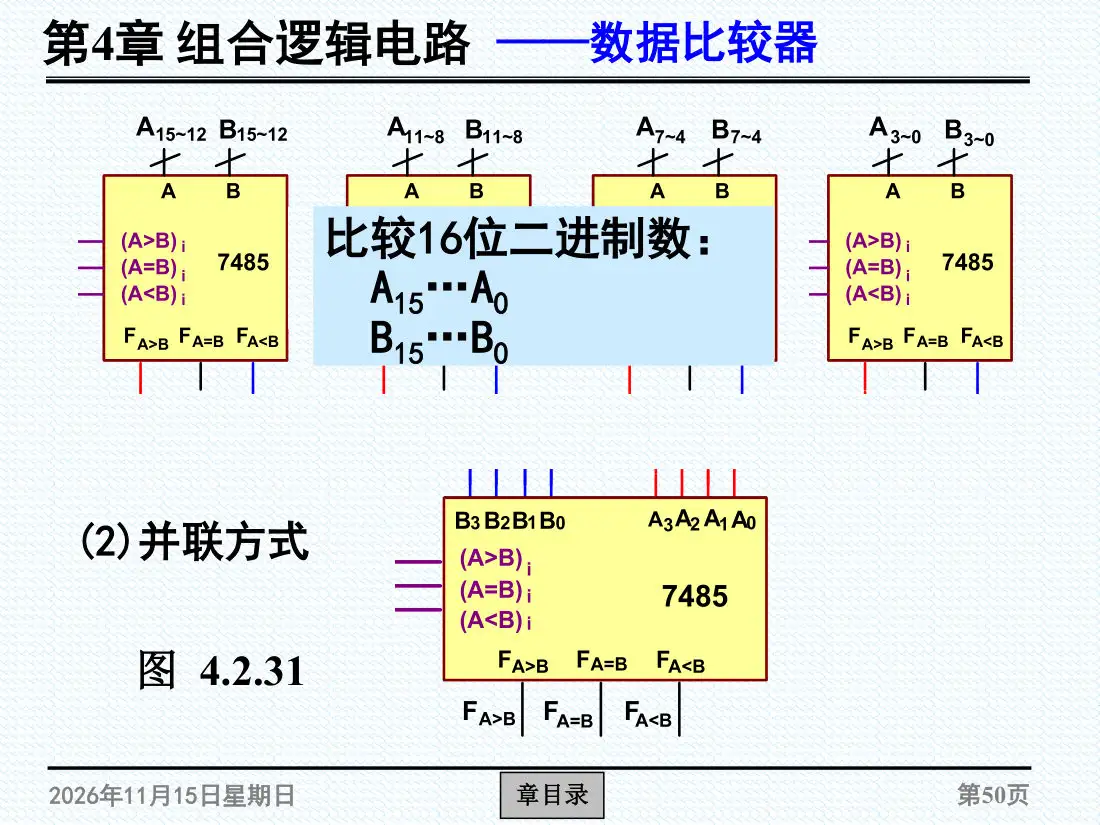 第4章 组合逻辑电路 ——数据比较器
A15~12 B15~12 A11~8 B11~8 A7~4 B7~4 A3~0 B3~0
A B A B A B A B
(A>B)i (A>B)i
7485 7485
(A=B)i (A=B)i
(A<B)i (A<B)i
FA>B FA=B FA<B FA>B FA=B FA<B
比较16位二进制数：
A15…A0
B15…B0
(2)并联方式
B3 B2 B1 B0 A3 A2 A1 A0
(A>B)i
(A=B)i
7485
(A<B)i
FA>B FA=B FA<B
FA>B FA=B FA<B
图 4.2.31
2026年11月15日星期日
章目录
第50页